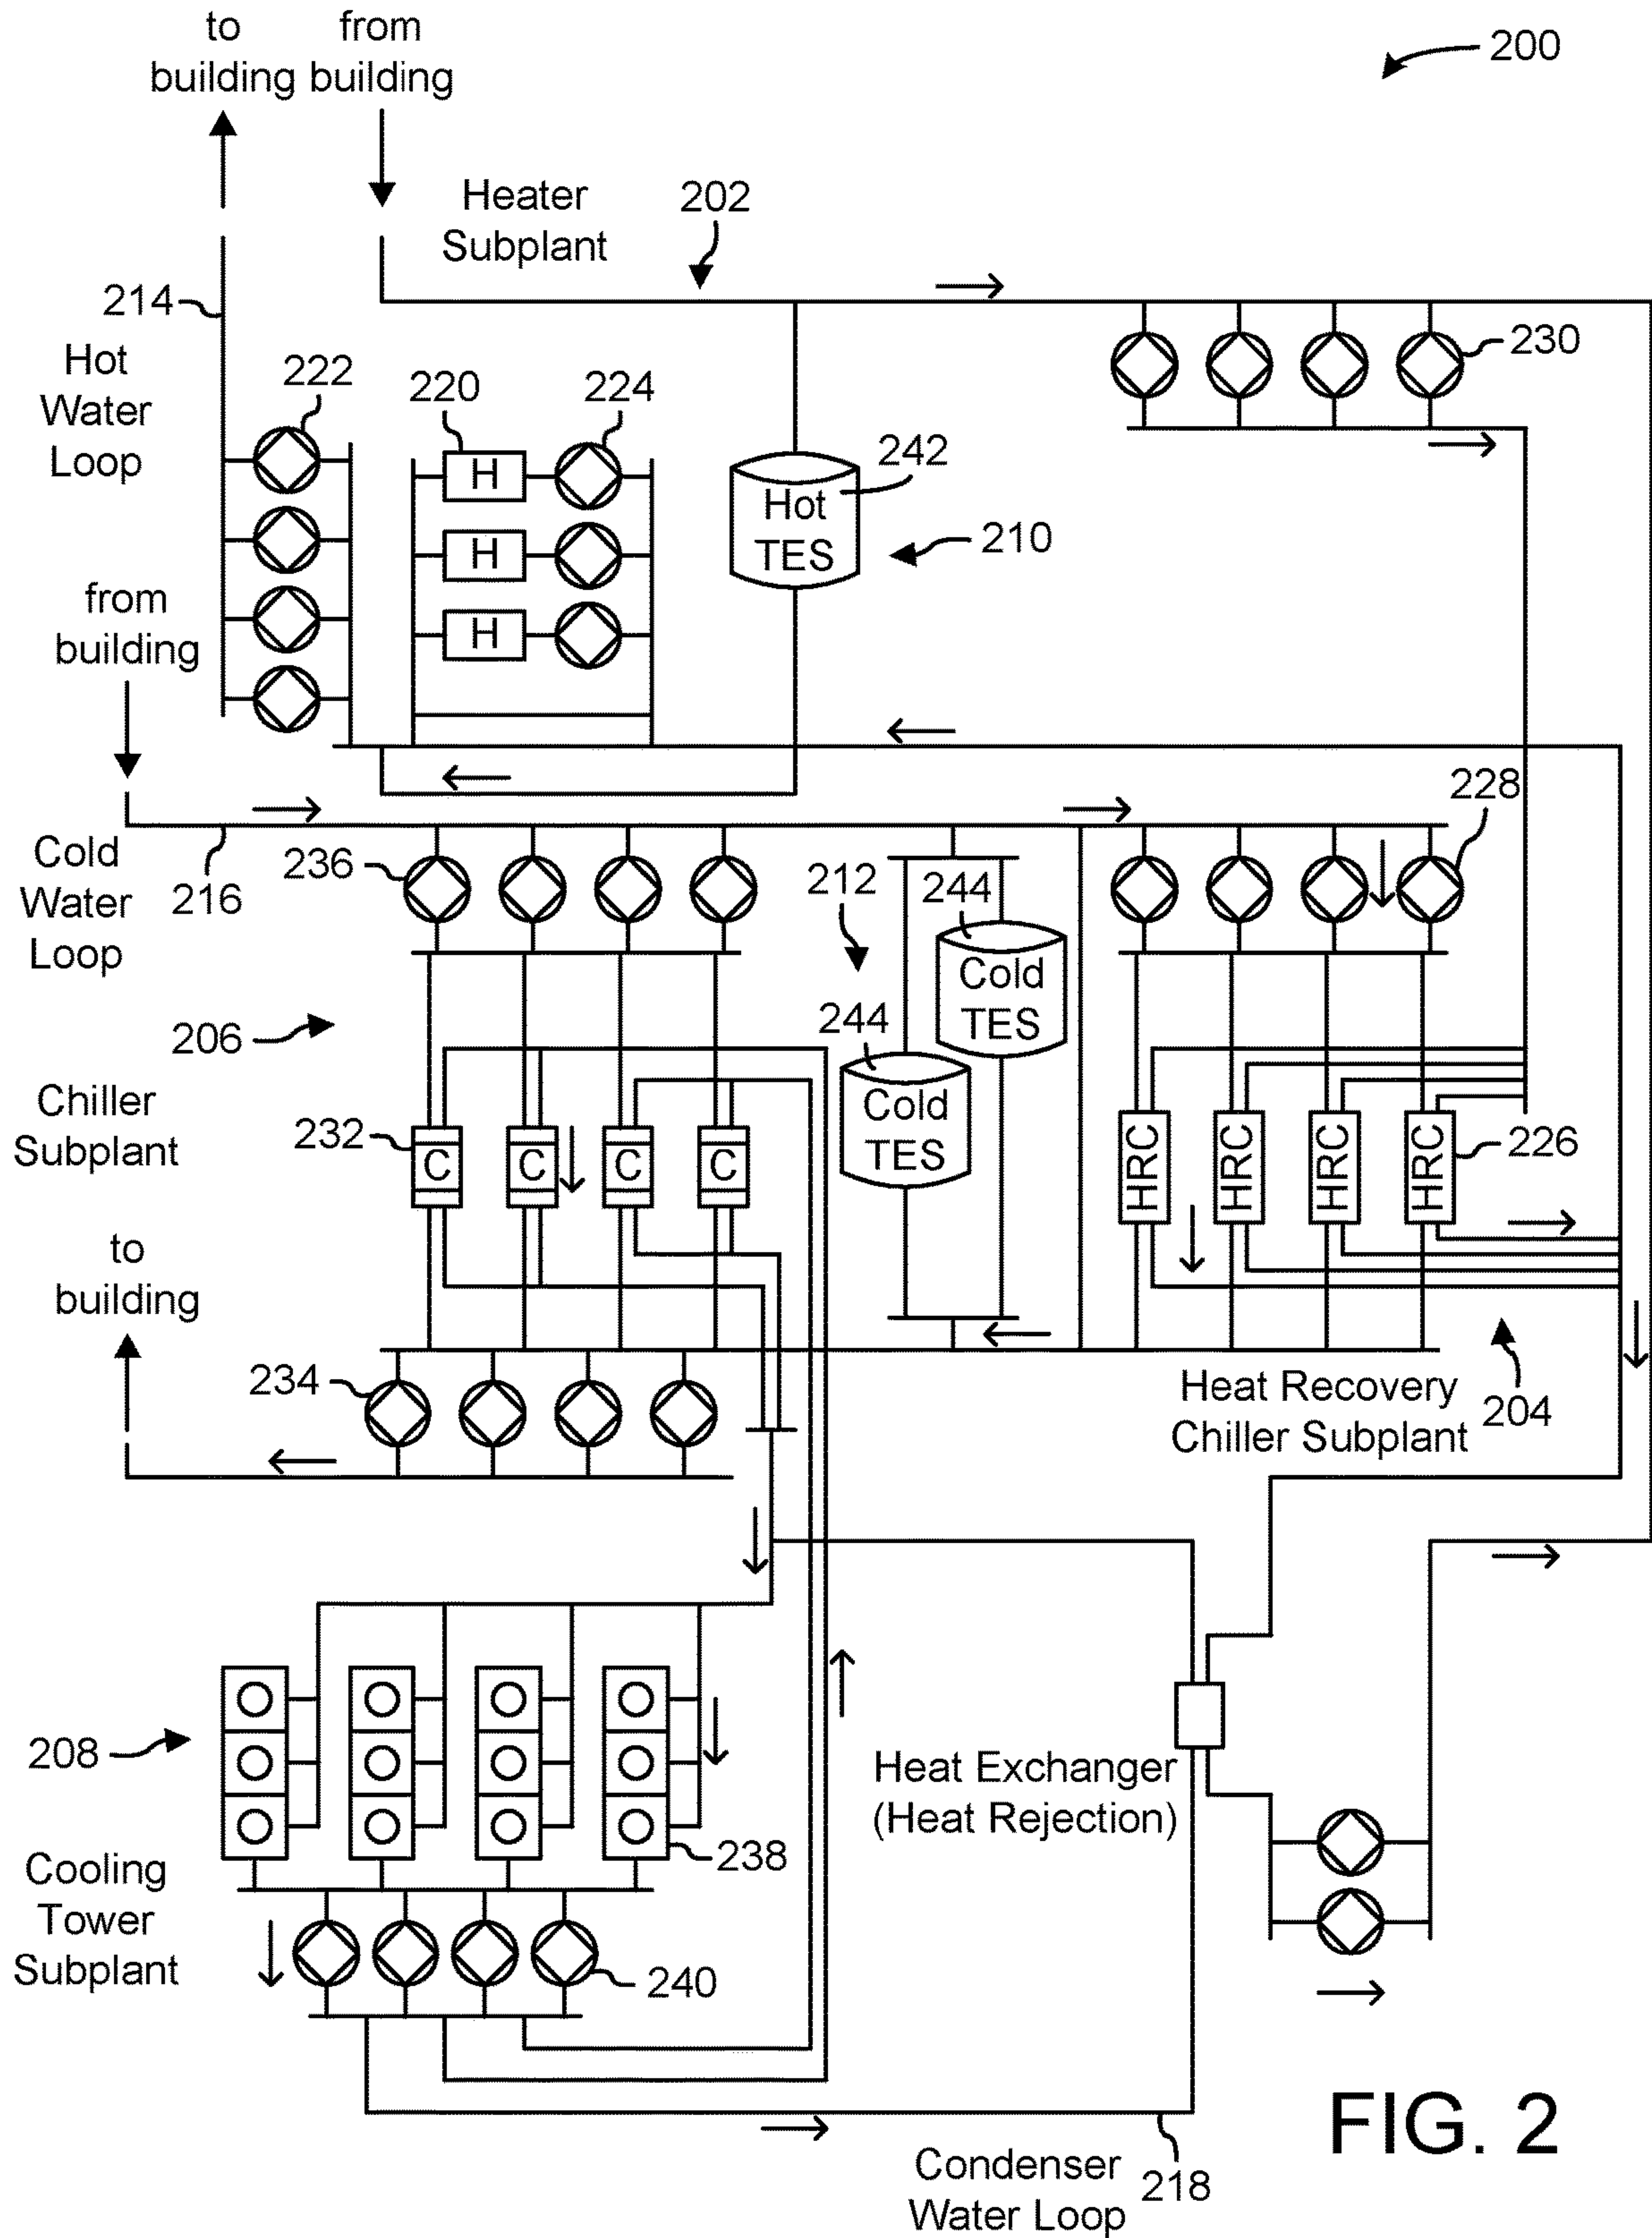 to
building
from
building
200
Heater
Subplant
202
214
Hot
Water
Loop
222
220
224
230
H
H
H
Hot
TES
242
210
from
building
228
Cold
Water
Loop
216
236
212
244
Cold
TES
244
Cold
TES
206
Chiller
Subplant
232
C
C
C
C
HRC
HRC
HRC
HRC
226
to
building
234
Heat Recovery
Chiller Subplant
204
208
Heat Exchanger
(Heat Rejection)
238
Cooling
Tower
Subplant
240
Condenser
Water Loop
218
FIG. 2